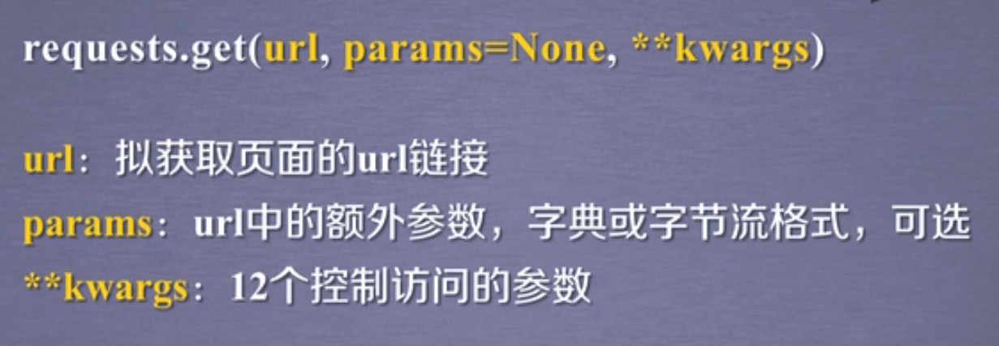 requests.get(url, params=None, **kwargs)
url：拟获取页面的url链接
params：url中的额外参数，字典或字节流格式，可选
**kwargs：12个控制访问的参数